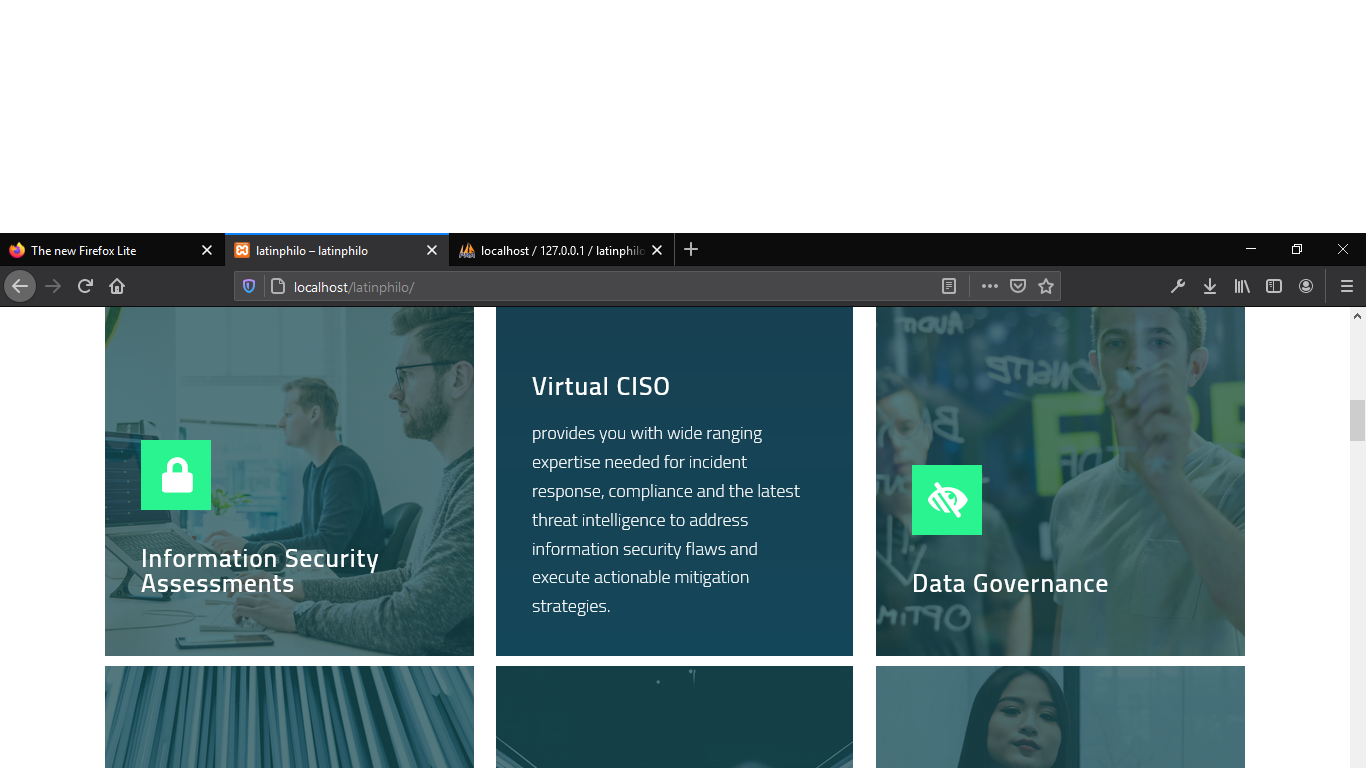 The new Firefox Lite
latinphilo – latinphilo
localhost / 127.0.0.1 / latinphilo
localhost/latinphilo/
Information Security
Assessments
Virtual CISO
provides you with wide ranging
expertise needed for incident
response, compliance and the latest
threat intelligence to address
information security flaws and
execute actionable mitigation
strategies.
Data Governance